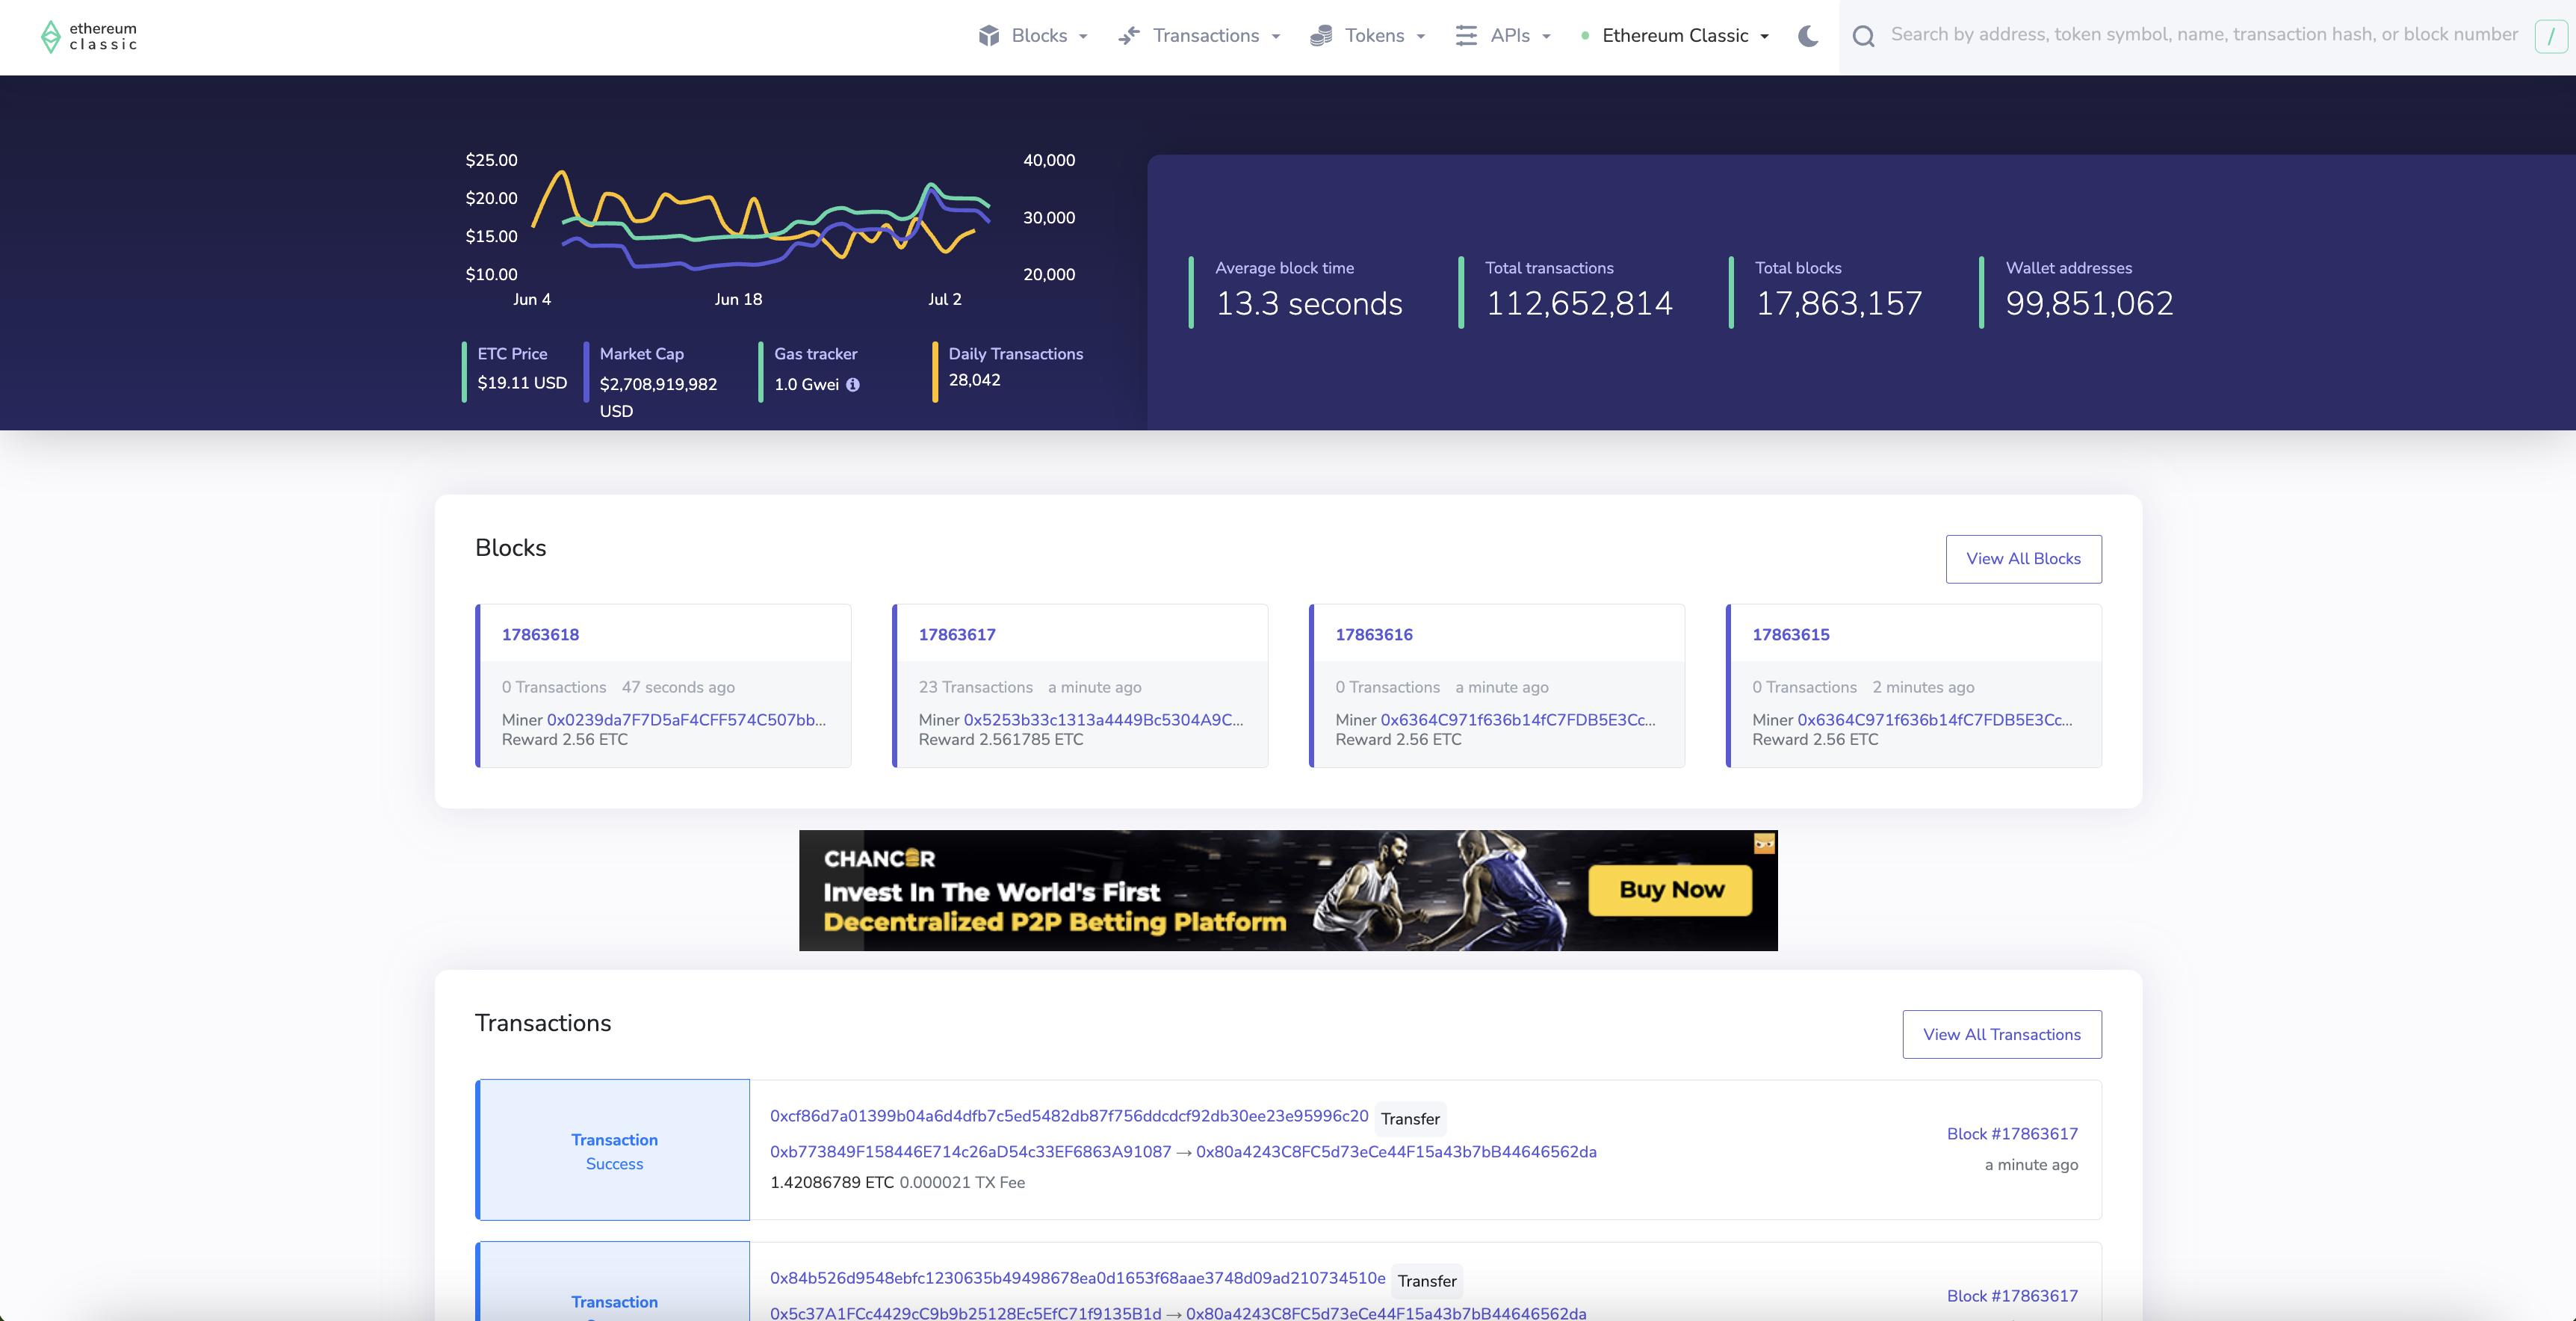 ethereum
classic
Blocks
Transactions
Tokens
APIs
Ethereum Classic
Search by address, token symbol, name, transaction hash, or block number
/
$25.00
$20.00
$15.00
$10.00
40,000
30,000
20,000
Jun 4
Jun 18
Jul 2
ETC Price
$19.11 USD
Market Cap
$2,708,919,982
USD
Gas tracker
1.0 Gwei
Daily Transactions
28,042
Average block time
13.3 seconds
Total transactions
112,652,814
Total blocks
17,863,157
Wallet addresses
99,851,062
Blocks
View All Blocks
17863618
0 Transactions 47 seconds ago
Miner 0x0239da7F7D5aF4CFF574C507bb...
Reward 2.56 ETC
17863617
23 Transactions a minute ago
Miner 0x5253b33c1313a4449Bc5304A9C...
Reward 2.561785 ETC
17863616
0 Transactions a minute ago
Miner 0x6364C971f636b14fC7FDB5E3Cc...
Reward 2.56 ETC
17863615
0 Transactions 2 minutes ago
Miner 0x6364C971f636b14fC7FDB5E3Cc...
Reward 2.56 ETC
CHANCER
Invest In The World's First
Decentralized P2P Betting Platform
Buy Now
Transactions
View All Transactions
Transaction
Success
0xcf86d7a01399b04a6d4dfb7c5ed5482db87f756ddcdcf92db30ee23e95996c20 Transfer
0xb773849F158446E714c26aD54c33EF6863A91087 → 0x80a4243C8FC5d73eCe44F15a43b7bB44646562da
1.42086789 ETC 0.000021 TX Fee
Block #17863617
a minute ago
Transaction
0x84b526d9548ebfc1230635b49498678ea0d1653f68aae3748d09ad210734510e Transfer
0x5c37A1FCc4429cC9b9b25128Ec5EfC71f9135B1d → 0x80a4243C8FC5d73eCe44F15a43b7bB44646562da
Block #17863617